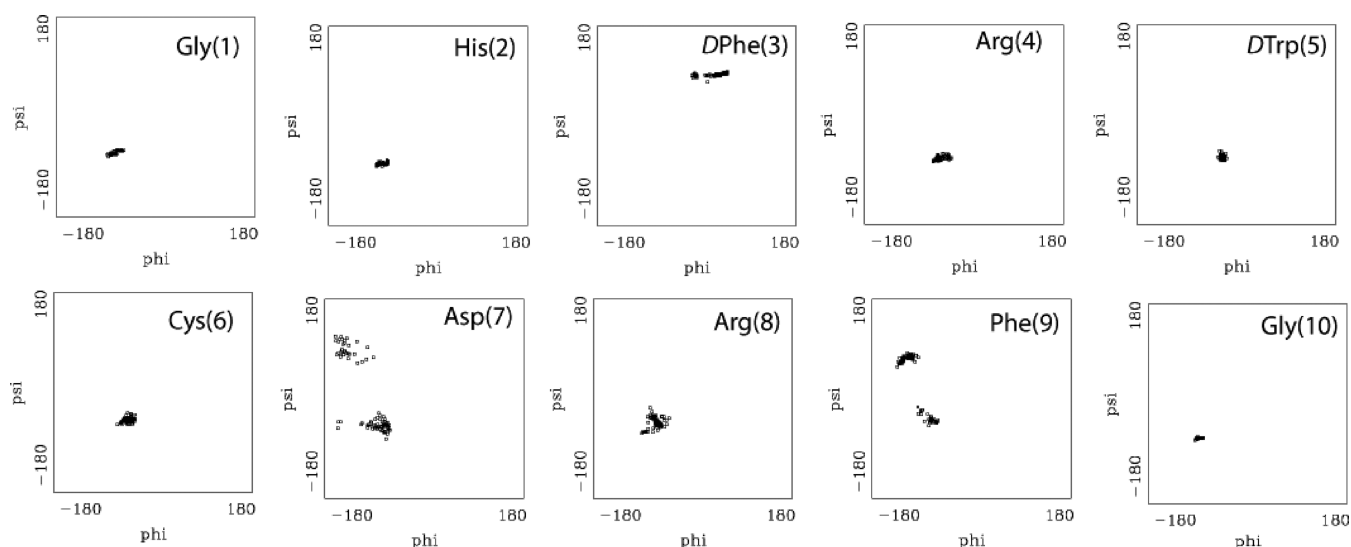 180
Gly(1)
psi
-180
-180 180
phi
180
His(2)
psi
-180
-180 180
phi
180
DPhe(3)
psi
-180
-180 180
phi
180
Arg(4)
psi
-180
-180 180
phi
180
DTrp(5)
psi
-180
-180 180
phi
180
Cys(6)
psi
-180
-180 180
phi
180
Asp(7)
psi
-180
-180 180
phi
180
Arg(8)
psi
-180
-180 180
phi
180
Phe(9)
psi
-180
-180 180
phi
180
Gly(10)
psi
-180
-180 180
phi